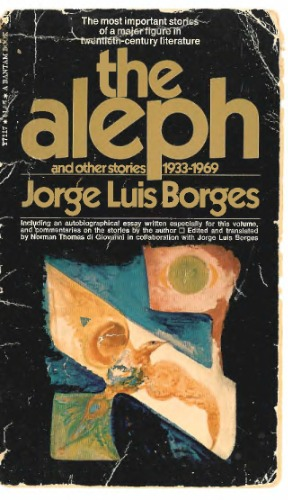 The most important stories
of a major figure in
twentieth-century literature
the
aleph
and other stories 1933-1969
Jorge Luis Borges
Including an autobiographical essay written especially for this volume,
and commentaries on the stories by the author ❑ Edited and translated
by Norman Thomas di Giovanni in collaboration with Jorge Luis Borges
A BANTAM BOOK